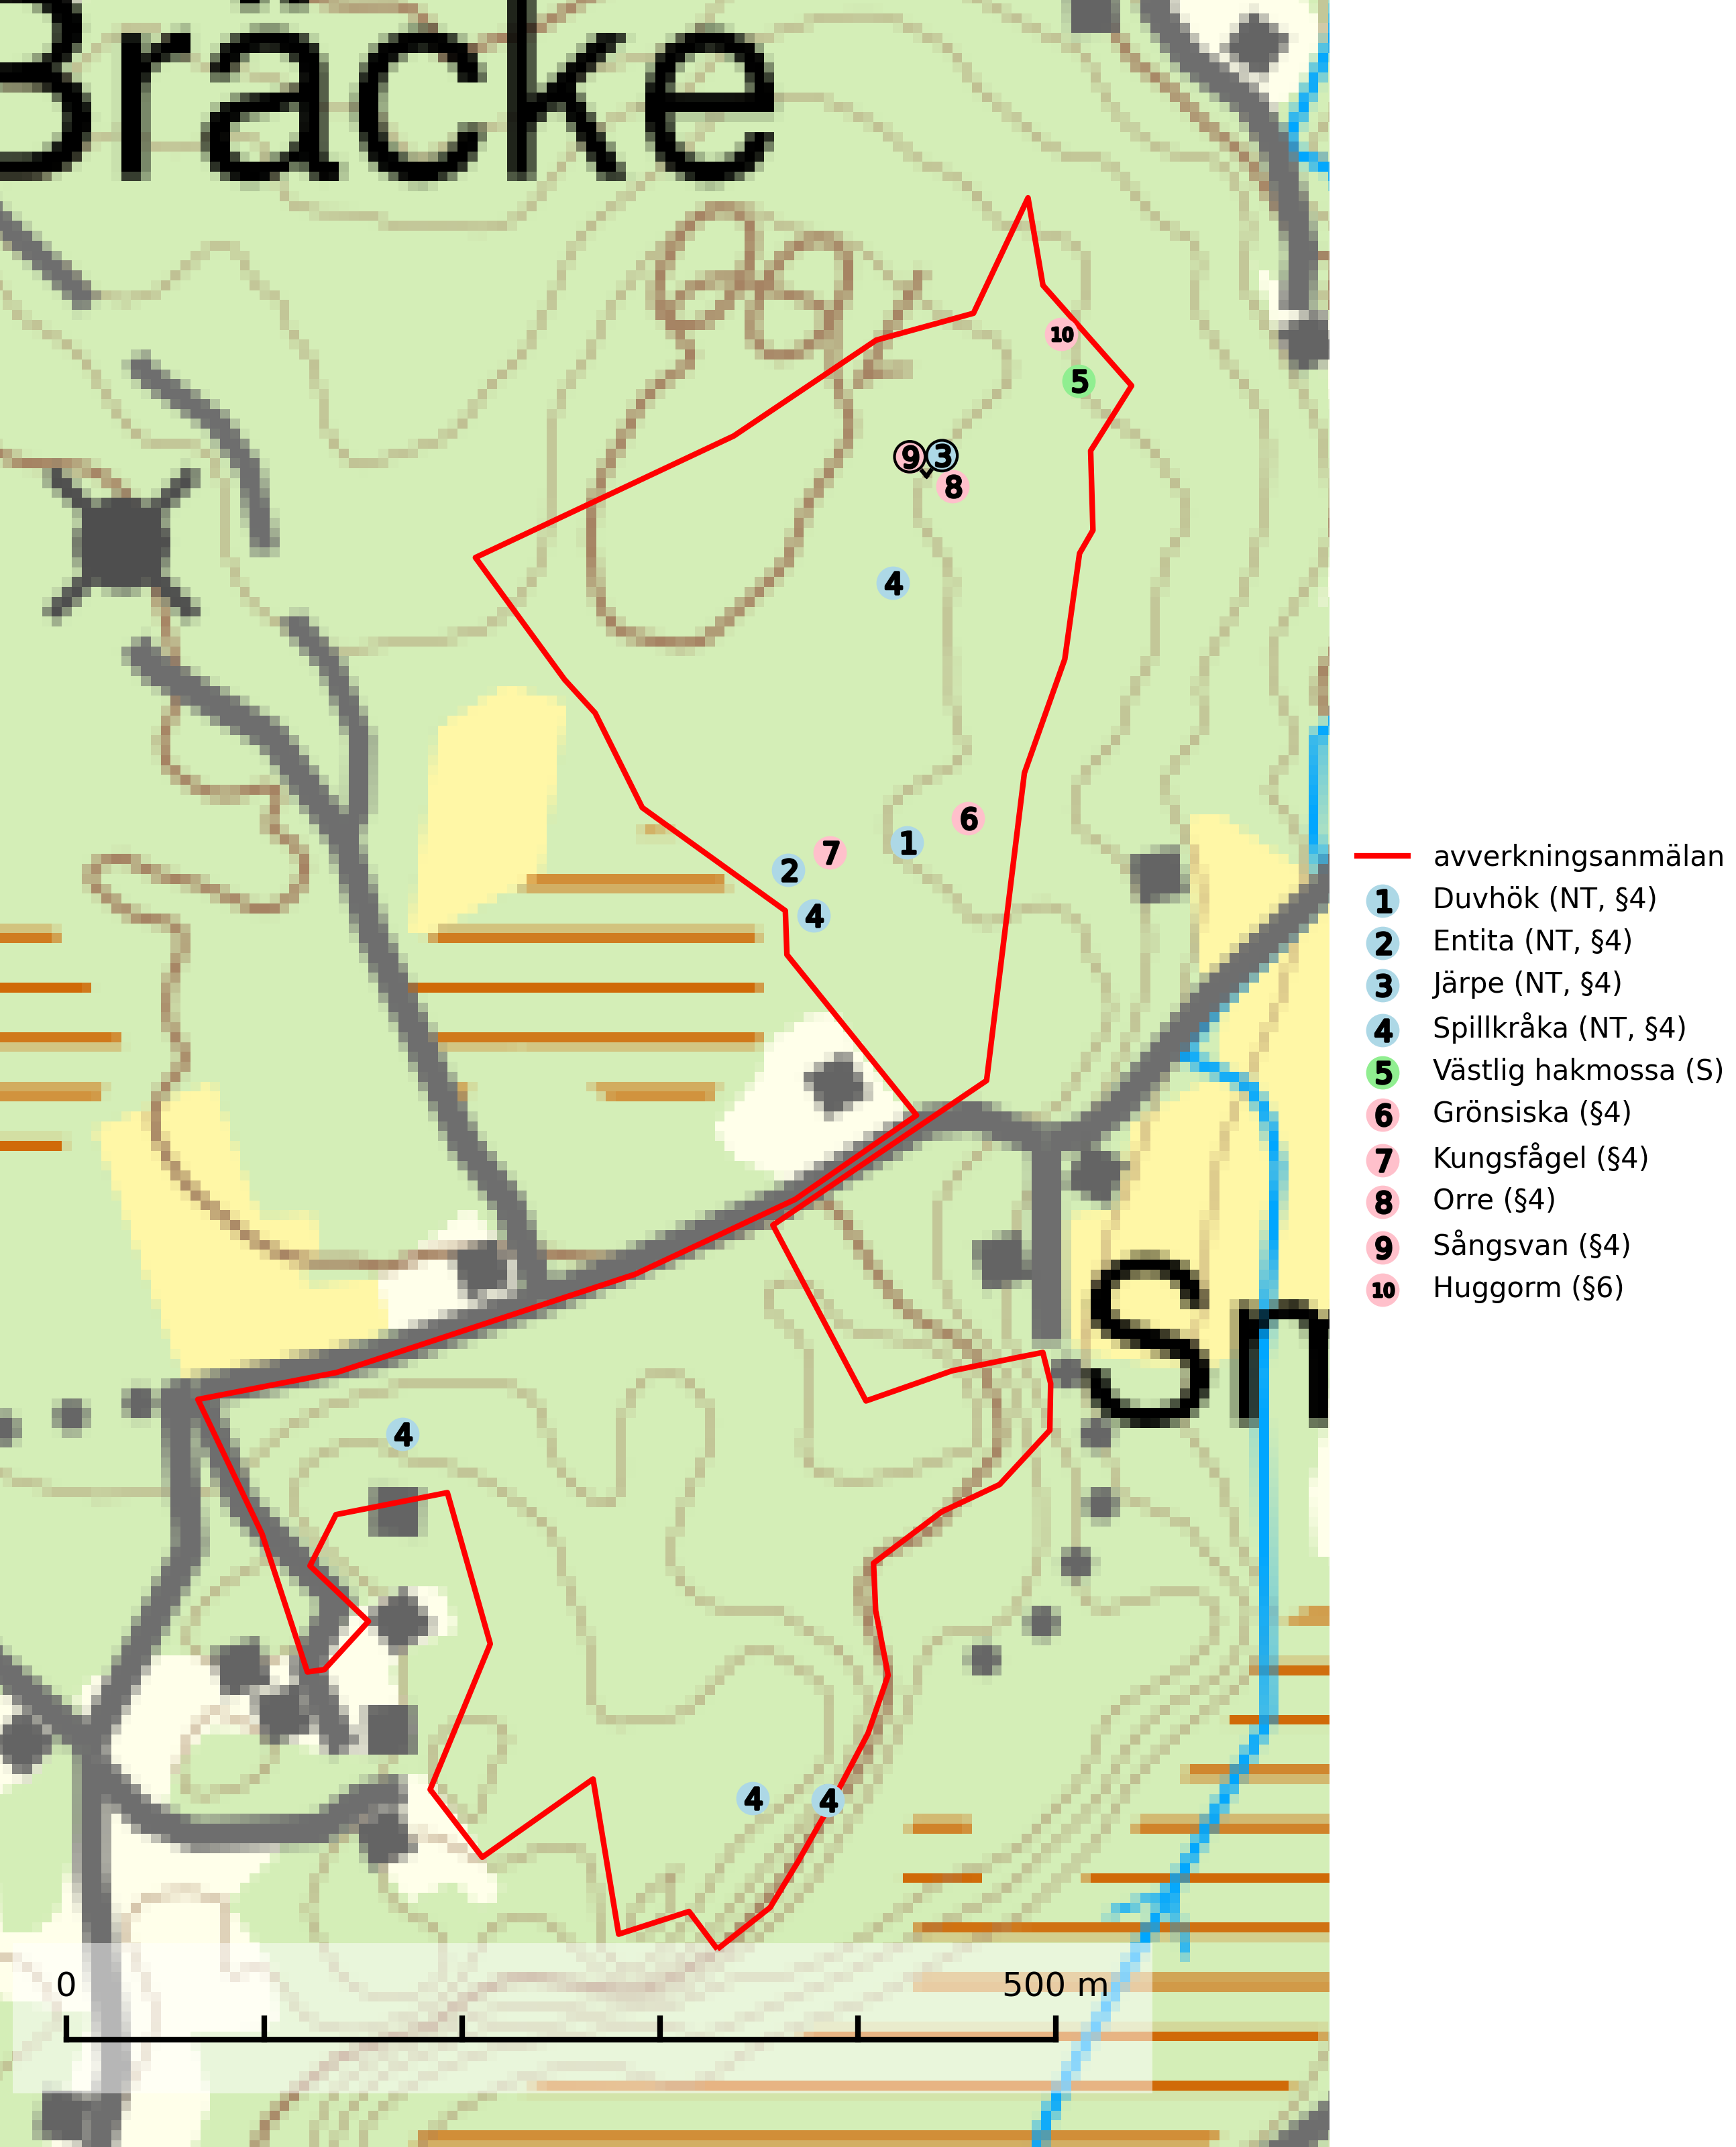 Bräcke
10
5
9 3
8
4
6
1
7
2
4
avverkningsanmälan
1 Duvhök (NT, §4)
2 Entita (NT, §4)
3 Järpe (NT, §4)
4 Spillkråka (NT, §4)
5 Västlig hakmossa (S)
6 Grönsiska (§4)
7 Kungsfågel (§4)
8 Orre (§4)
9 Sångsvan (§4)
10 Huggorm (§6)
Sm
4
4 4
0 500 m